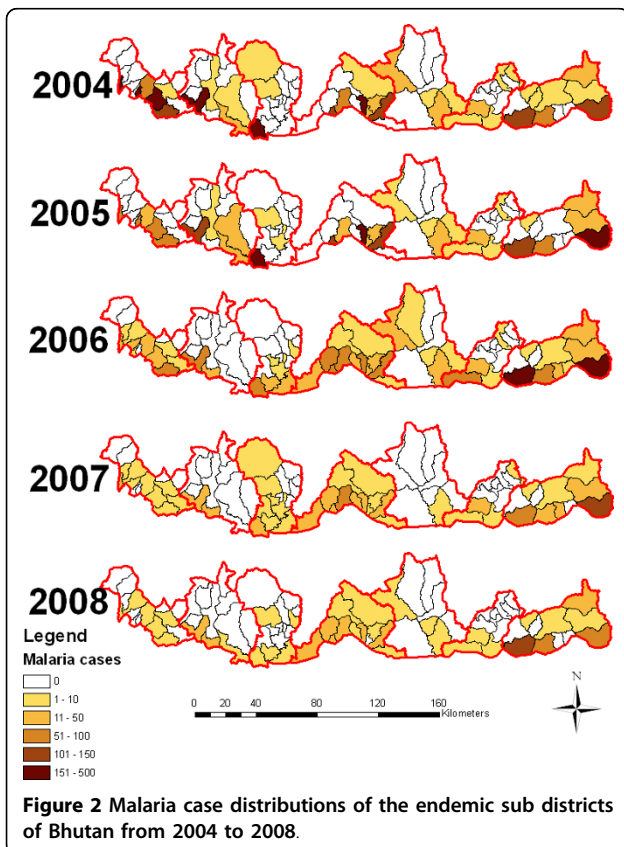 2004
2005
2006
2007
2008
Legend
Malaria cases
0
1 - 10
11 - 50
51 - 100
101 - 150
151 - 500
N
0 20 40 80 120 160
Kilometers
Figure 2 Malaria case distributions of the endemic sub districts
of Bhutan from 2004 to 2008.